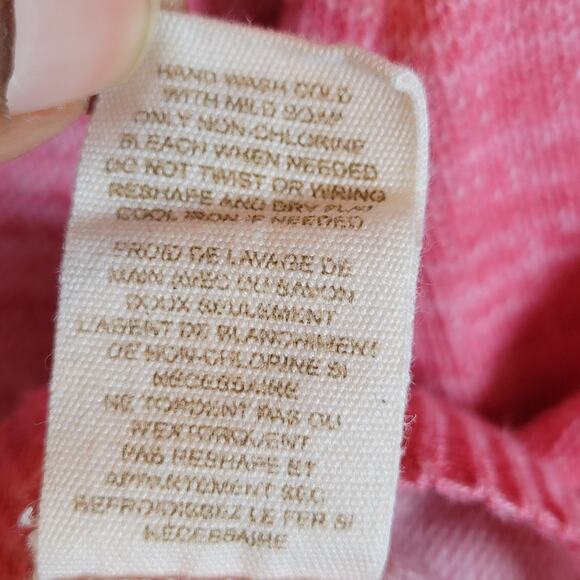 HAND WASH COLD
WITH MILD SOAP
ONLY NON-CHLORINE
BLEACH WHEN NEEDED
DO NOT TWIST OR WRING
RESHAPE AND DRY FLAT
COOL IRON IF NEEDED
FROID DE LAVAGE DE
MAIN AVEC DU SAVON
DOUX SEULEMENT
L'AGENT DE BLANCHIMENT
DE NON-CHLORINE SI
NÉCESSAIRE
NE TORDENT PAS OU
N'EXTORQUENT
PAS RESHAPE ET
APPARTEMENT SEC
REFROIDISSEZ LE FER SI
NÉCESSAIRE